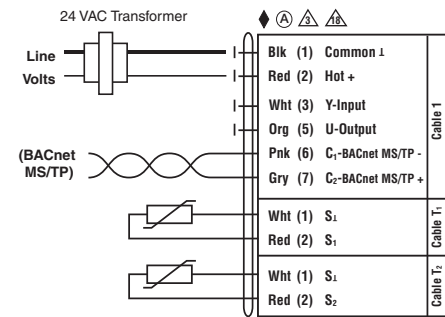 24 VAC Transformer
◆ Ⓐ 3 18
Line
Volts
Blk (1) Common ⊥
Red (2) Hot +
Wht (3) Y-Input
Org (5) U-Output
Pnk (6) C₁-BACnet MS/TP -
Gry (7) C₂-BACnet MS/TP +
Cable 1
(BACnet
MS/TP)
Wht (1) S⊥
Red (2) S₁
Cable T₁
Wht (1) S⊥
Red (2) S₂
Cable T₂